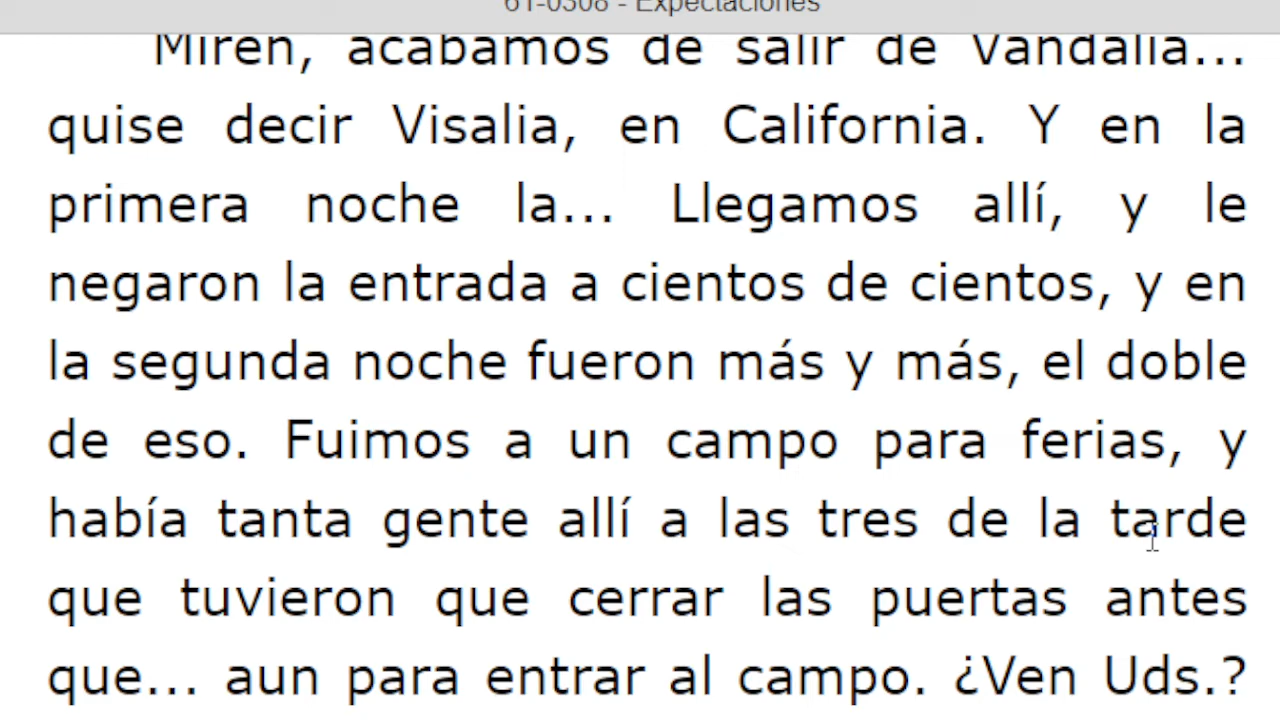 61-0308 - Expectaciones
Miren, acabamos de salir de Vandalia...
quise decir Visalia, en California. Y en la
primera noche la... Llegamos allí, y le
negaron la entrada a cientos de cientos, y en
la segunda noche fueron más y más, el doble
de eso. Fuimos a un campo para ferias, y
había tanta gente allí a las tres de la tarde
que tuvieron que cerrar las puertas antes
que... aun para entrar al campo. ¿Ven Uds.?